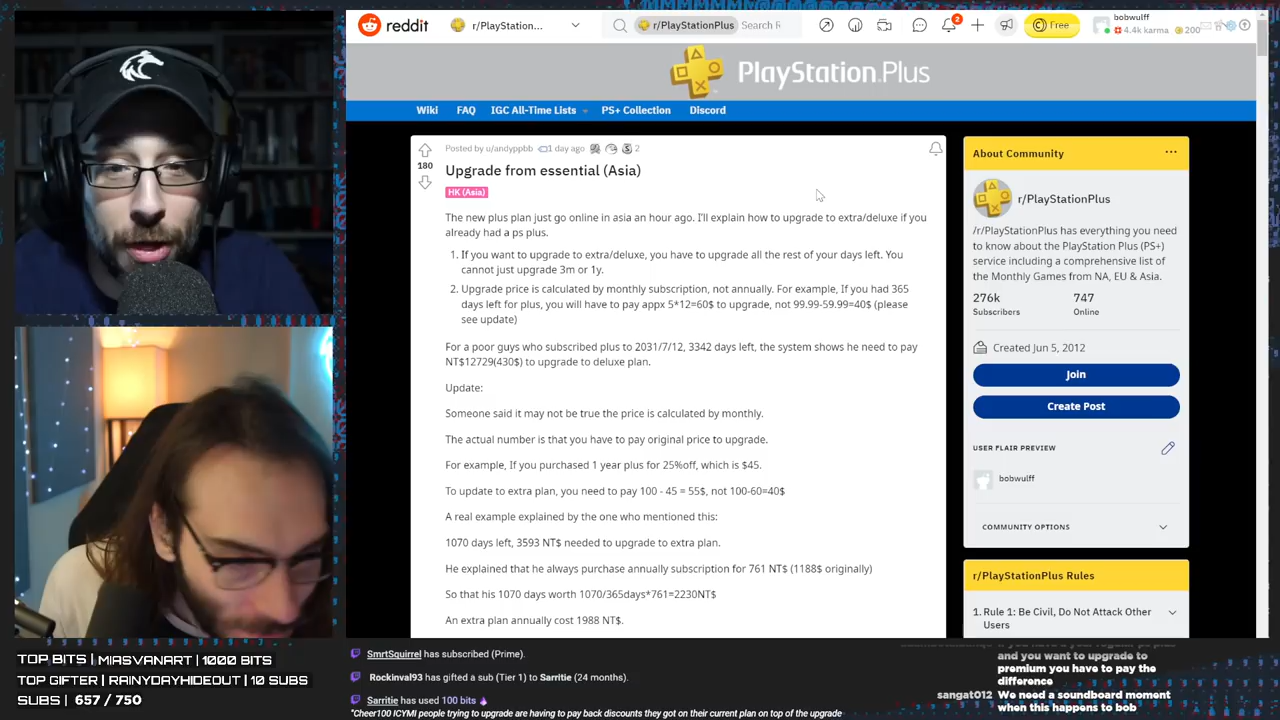 reddit
r/PlayStation...
r/PlayStationPlus
Search R
2
Free
bobwulff
4.4k karma
200
PlayStation.Plus
Wiki
FAQ
IGC All-Time Lists
PS+ Collection
Discord
180
Posted by u/andyppbb
1 day ago
2
Upgrade from essential (Asia)
HK (Asia)
The new plus plan just go online in asia an hour ago. I'll explain how to upgrade to extra/deluxe if you
already had a ps plus.
1. If you want to upgrade to extra/deluxe, you have to upgrade all the rest of your days left. You
cannot just upgrade 3m or 1y.
2. Upgrade price is calculated by monthly subscription, not annually. For example, If you had 365
days left for plus, you will have to pay appx 5*12=60$ to upgrade, not 99.99-59.99=40$ (please
see update)
For a poor guys who subscribed plus to 2031/7/12, 3342 days left, the system shows he need to pay
NT$12729(430$) to upgrade to deluxe plan.
Update:
Someone said it may not be true the price is calculated by monthly.
The actual number is that you have to pay original price to upgrade.
For example, If you purchased 1 year plus for 25%off, which is $45.
To update to extra plan, you need to pay 100 - 45 = 55$, not 100-60=40$
A real example explained by the one who mentioned this:
1070 days left, 3593 NT$ needed to upgrade to extra plan.
He explained that he always purchase annually subscription for 761 NT$ (1188$ originally)
So that his 1070 days worth 1070/365days*761=2230NT$
An extra plan annually cost 1988 NT$.
About Community
r/PlayStationPlus
/r/PlayStationPlus has everything you need
to know about the PlayStation Plus (PS+)
service including a comprehensive list of
the Monthly Games from NA, EU & Asia.
276k
747
Subscribers
Online
Created Jun 5, 2012
Join
Create Post
USER FLAIR PREVIEW
bobwulff
COMMUNITY OPTIONS
r/PlayStationPlus Rules
1. Rule 1: Be Civil, Do Not Attack Other
Users
TOP BITS | MIASVANART | 1000 BITS
TOP GIFTER | RAINYDAYHIDEOUT | 10 SUBS
SUBS | 657 / 750
SmrtSquirrel has subscribed (Prime).
Rockinval93 has gifted a sub (Tier 1) to Sarritie (24 months).
Sarritie has used 100 bits
"Cheer100 ICYMI people trying to upgrade are having to pay back discounts they got on their current plan on top of the upgrade
and you want to upgrade to
premium you have to pay the
difference
sangat012 We need a soundboard moment
when this happens to bob